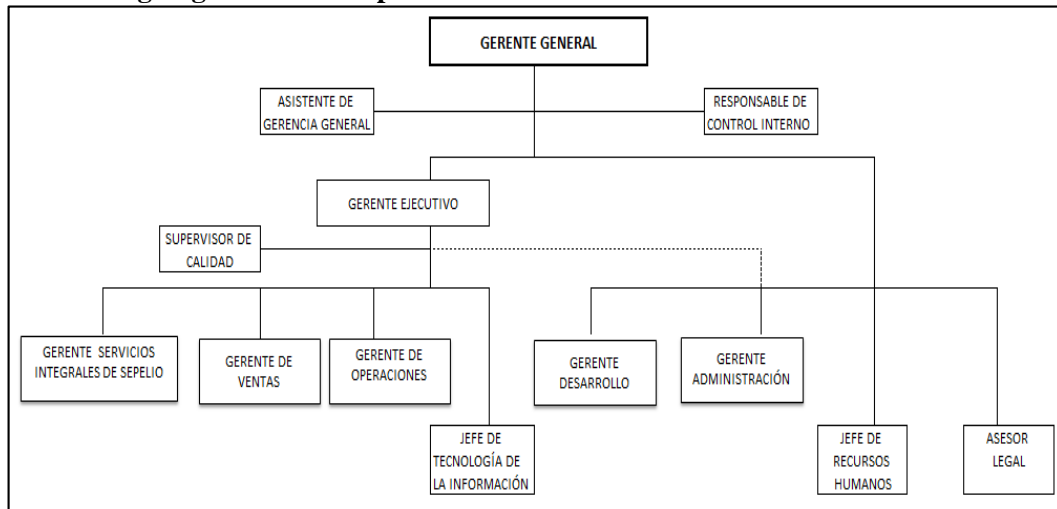 GERENTE GENERAL
ASISTENTE DE
GERENCIA GENERAL
RESPONSABLE DE
CONTROL INTERNO
GERENTE EJECUTIVO
SUPERVISOR DE
CALIDAD
GERENTE SERVICIOS
INTEGRALES DE SEPELIO
GERENTE DE
VENTAS
GERENTE DE
OPERACIONES
GERENTE
DESARROLLO
GERENTE
ADMINISTRACIÓN
JEFE DE
TECNOLOGÍA DE
LA INFORMACIÓN
JEFE DE
RECURSOS
HUMANOS
ASESOR
LEGAL